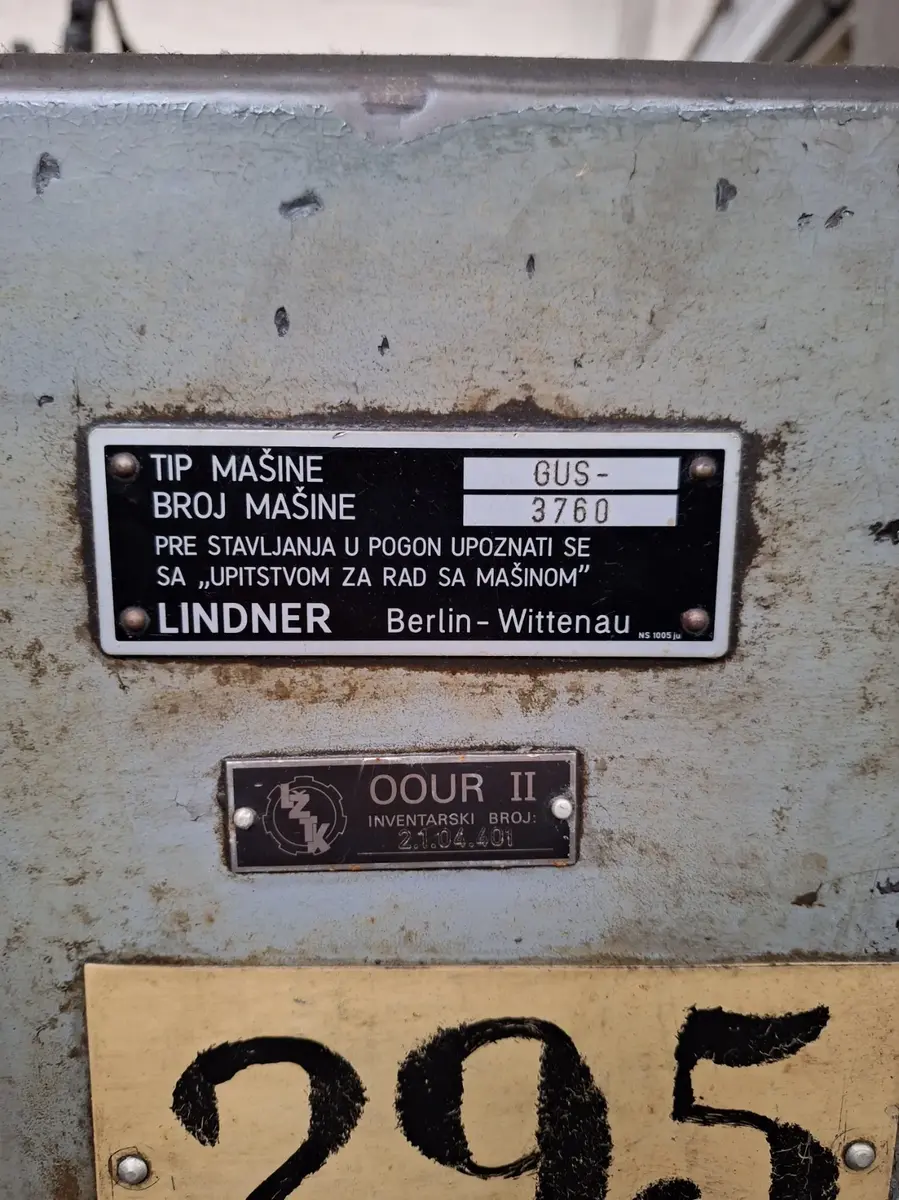 TIP MAŠINE GUS-
BROJ MAŠINE 3760
PRE STAVLJANJA U POGON UPOZNATI SE
SA „UPITSTVOM ZA RAD SA MAŠINOM”
LINDNER Berlin-Wittenau
NS 1005 ju
LŽTK
OOUR II
INVENTARSKI BROJ:
2.1.04.401
295